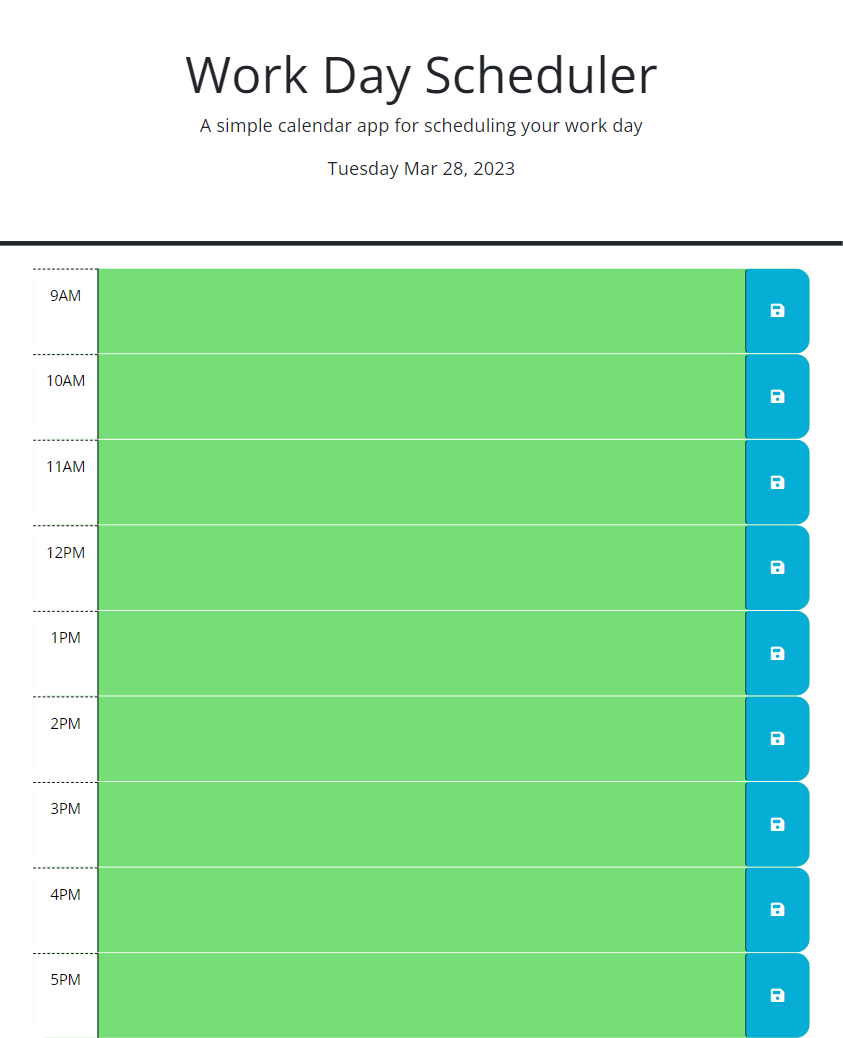 Work Day Scheduler
A simple calendar app for scheduling your work day
Tuesday Mar 28, 2023
9AM
10AM
11AM
12PM
1PM
2PM
3PM
4PM
5PM